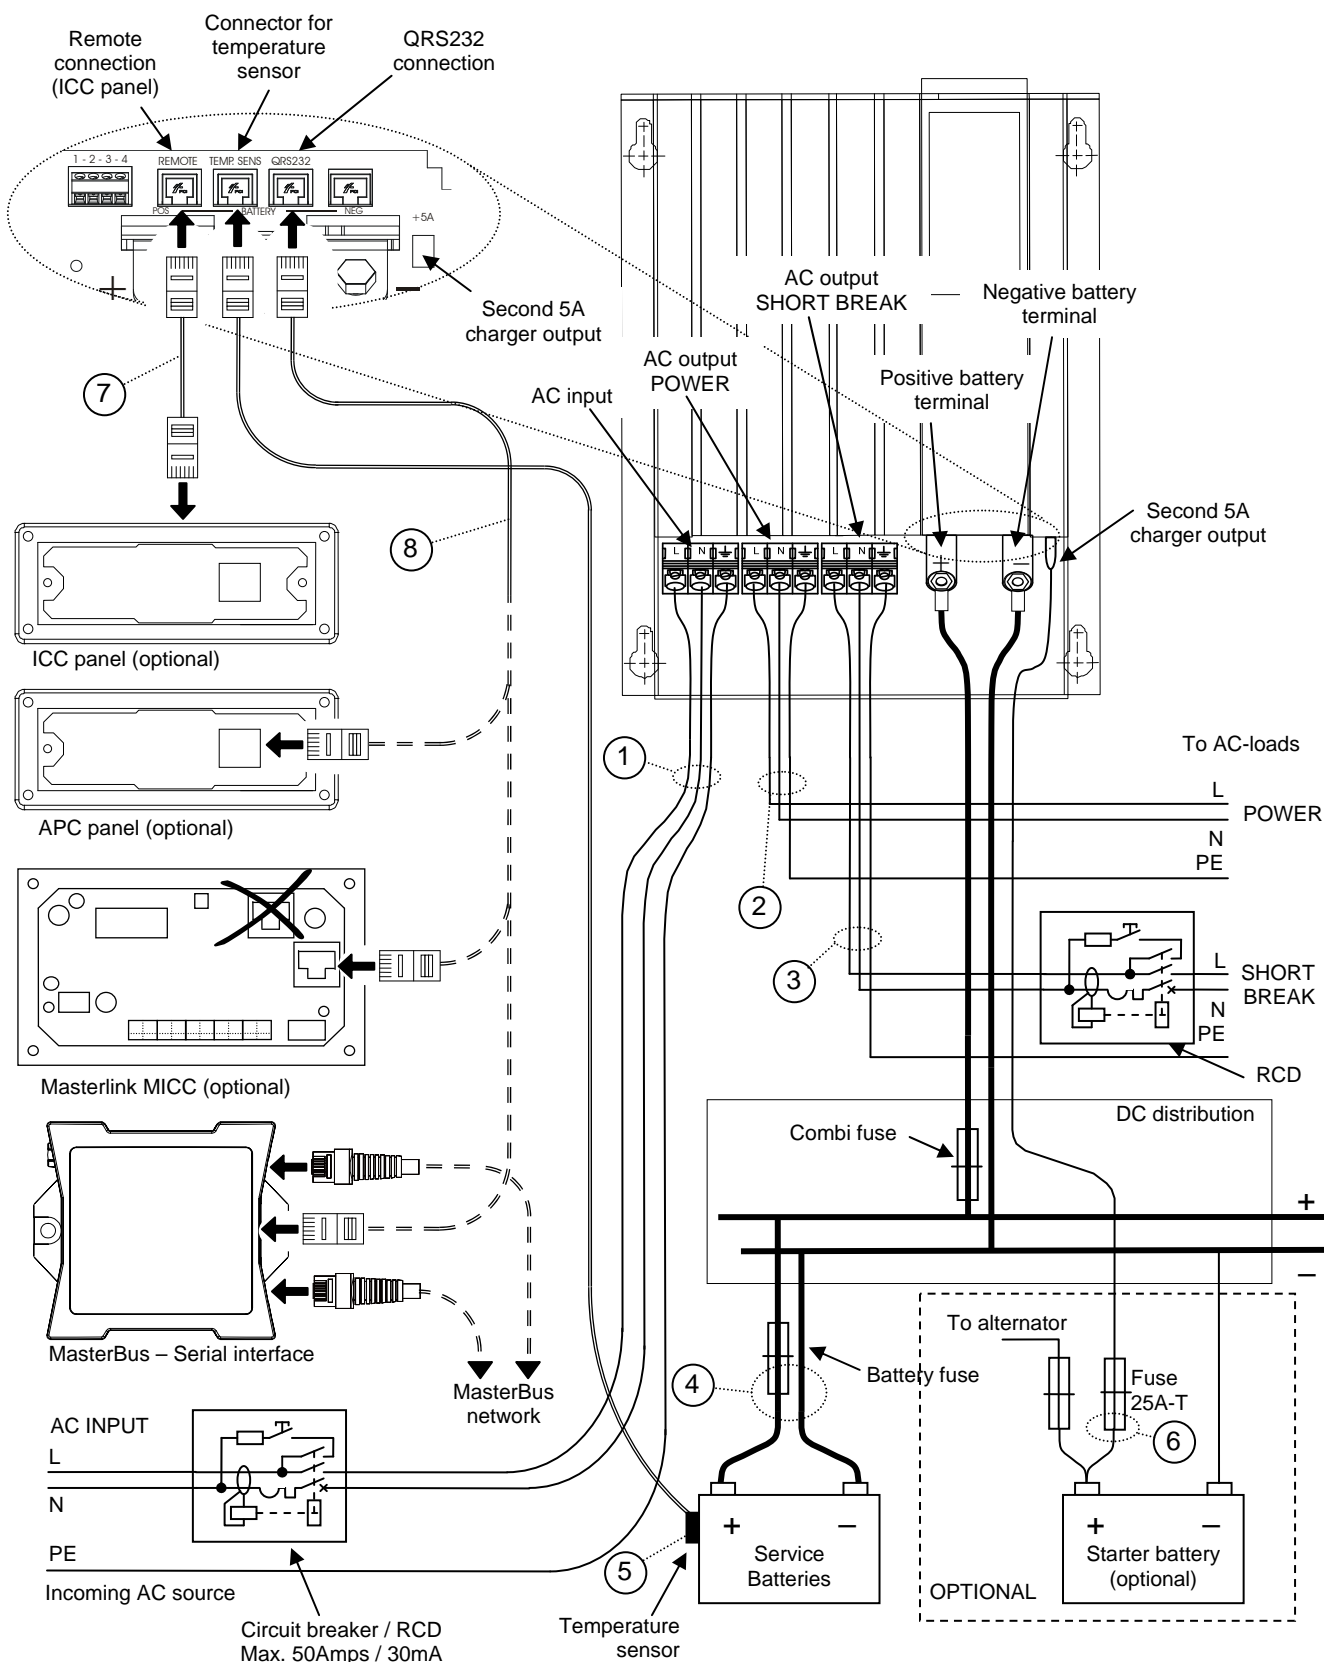 Remote
connection
(ICC panel)
Connector for
temperature
sensor
QRS232
connection
1 - 2 - 3 - 4
REMOTE
TEMP. SENS
QRS232
POS
BATTERY
NEG
+5A
+
−
Second 5A
charger output
7
8
AC input
AC output
POWER
AC output
SHORT BREAK
Positive battery
terminal
Negative battery
terminal
Second 5A
charger output
L N
L N
L N
+
−
ICC panel (optional)
APC panel (optional)
Masterlink MICC (optional)
MasterBus – Serial interface
MasterBus
network
1
2
3
To AC-loads
L
POWER
N
PE
L
SHORT
BREAK
N
PE
RCD
DC distribution
Combi fuse
+
−
To alternator
Battery fuse
Fuse
25A-T
4
6
AC INPUT
L
N
PE
Incoming AC source
Circuit breaker / RCD
Max. 50Amps / 30mA
5
Temperature
sensor
+ −
Service
Batteries
+ −
Starter battery
(optional)
OPTIONAL